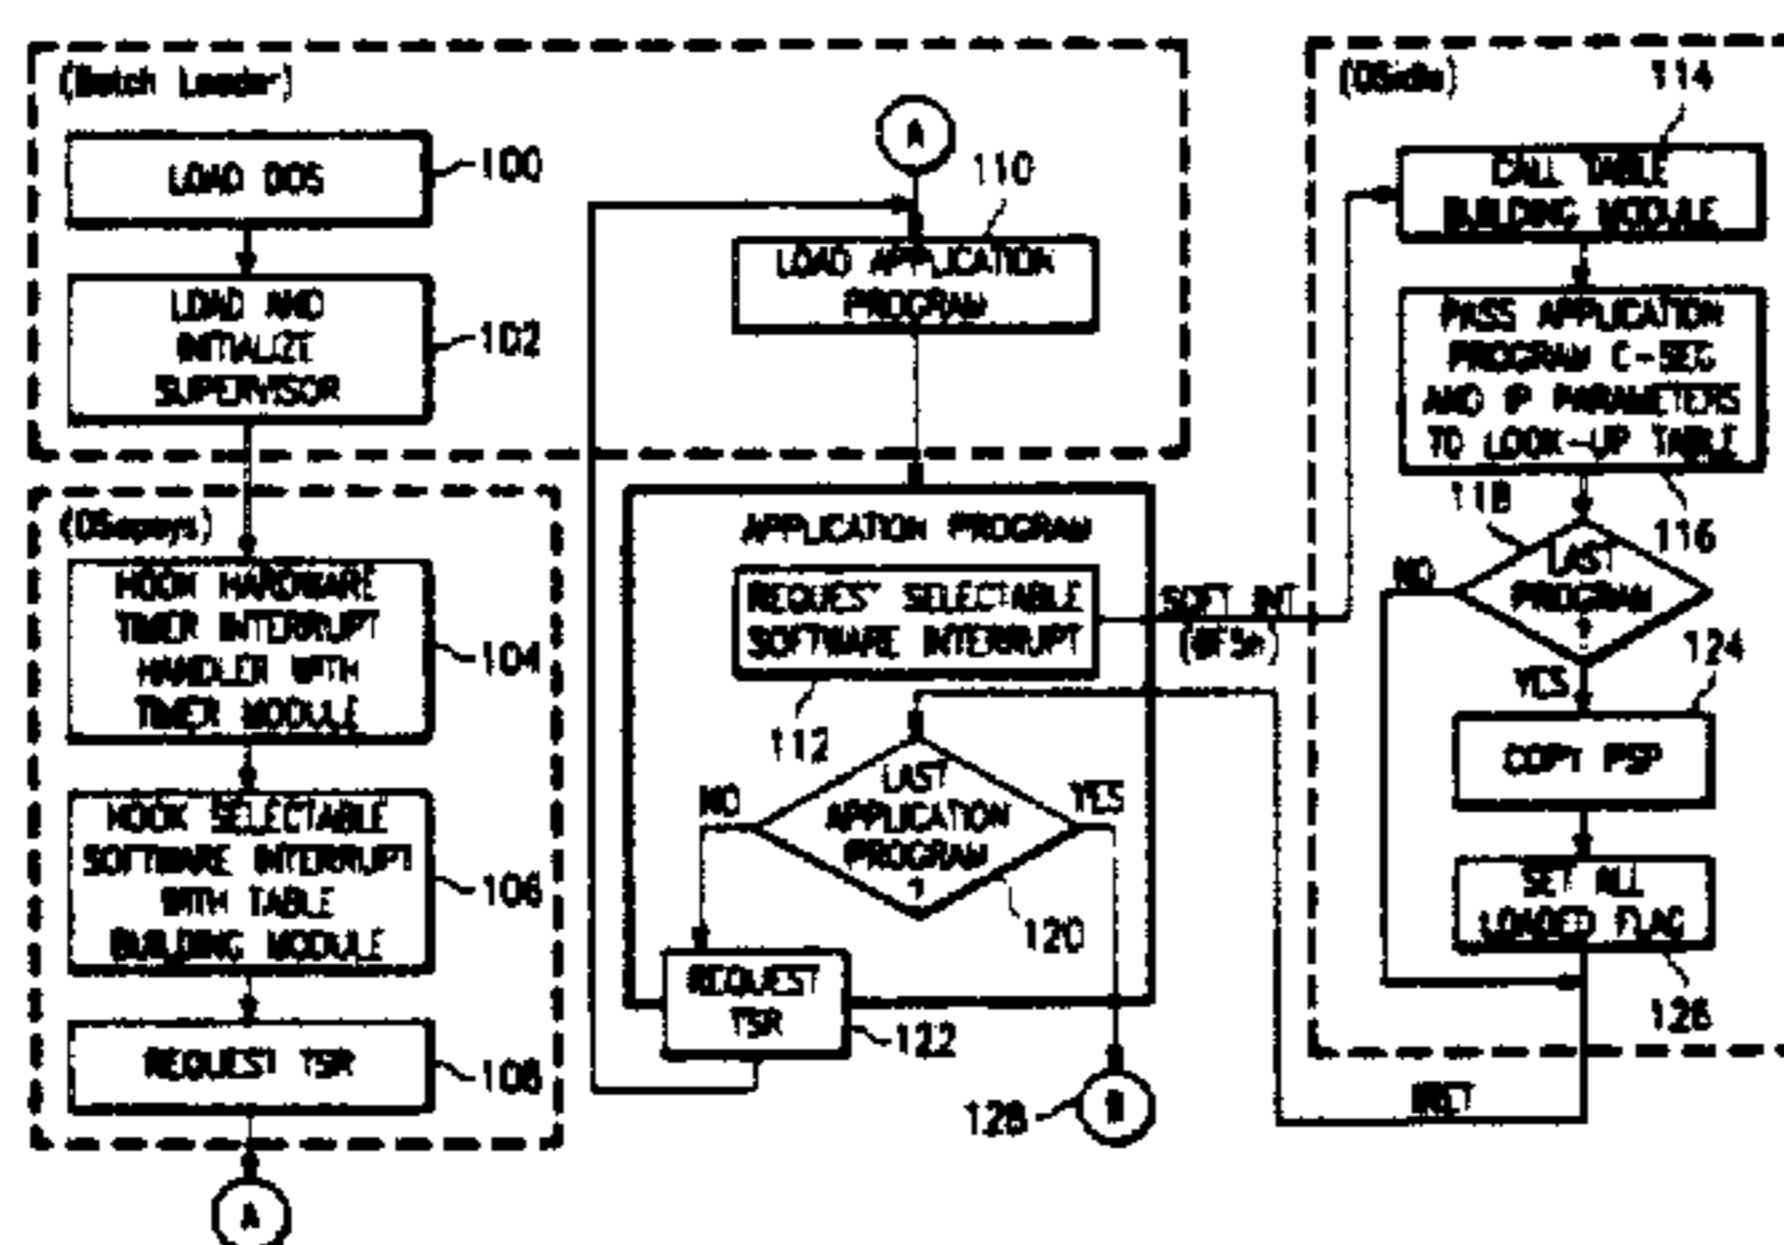 (Batch Loader)
LOAD DOS
100
LOAD AND
INITIALIZE
SUPERVISOR
102
HOOK HARDWARE
TIMER INTERRUPT
HANDLER WITH
TIMER MODULE
104
HOOK SELECTABLE
SOFTWARE INTERRUPT
WITH TABLE
BUILDING MODULE
106
REQUEST TSR
108
A
A
110
LOAD APPLICATION
PROGRAM
APPLICATION PROGRAM
REQUEST SELECTABLE
SOFTWARE INTERRUPT
112
SOFT INT
LAST
APPLICATION
PROGRAM
?
NO
YES
120
REQUEST
TSR
122
128
B
114
CALL TABLE
BUILDING MODULE
PASS APPLICATION
PROGRAM C-SEG
AND IP PARAMETERS
TO LOOK-UP TABLE
116
118
LAST
PROGRAM
?
NO
YES
124
COPY PSP
SET ALL
LOADED FLAG
126
IRET